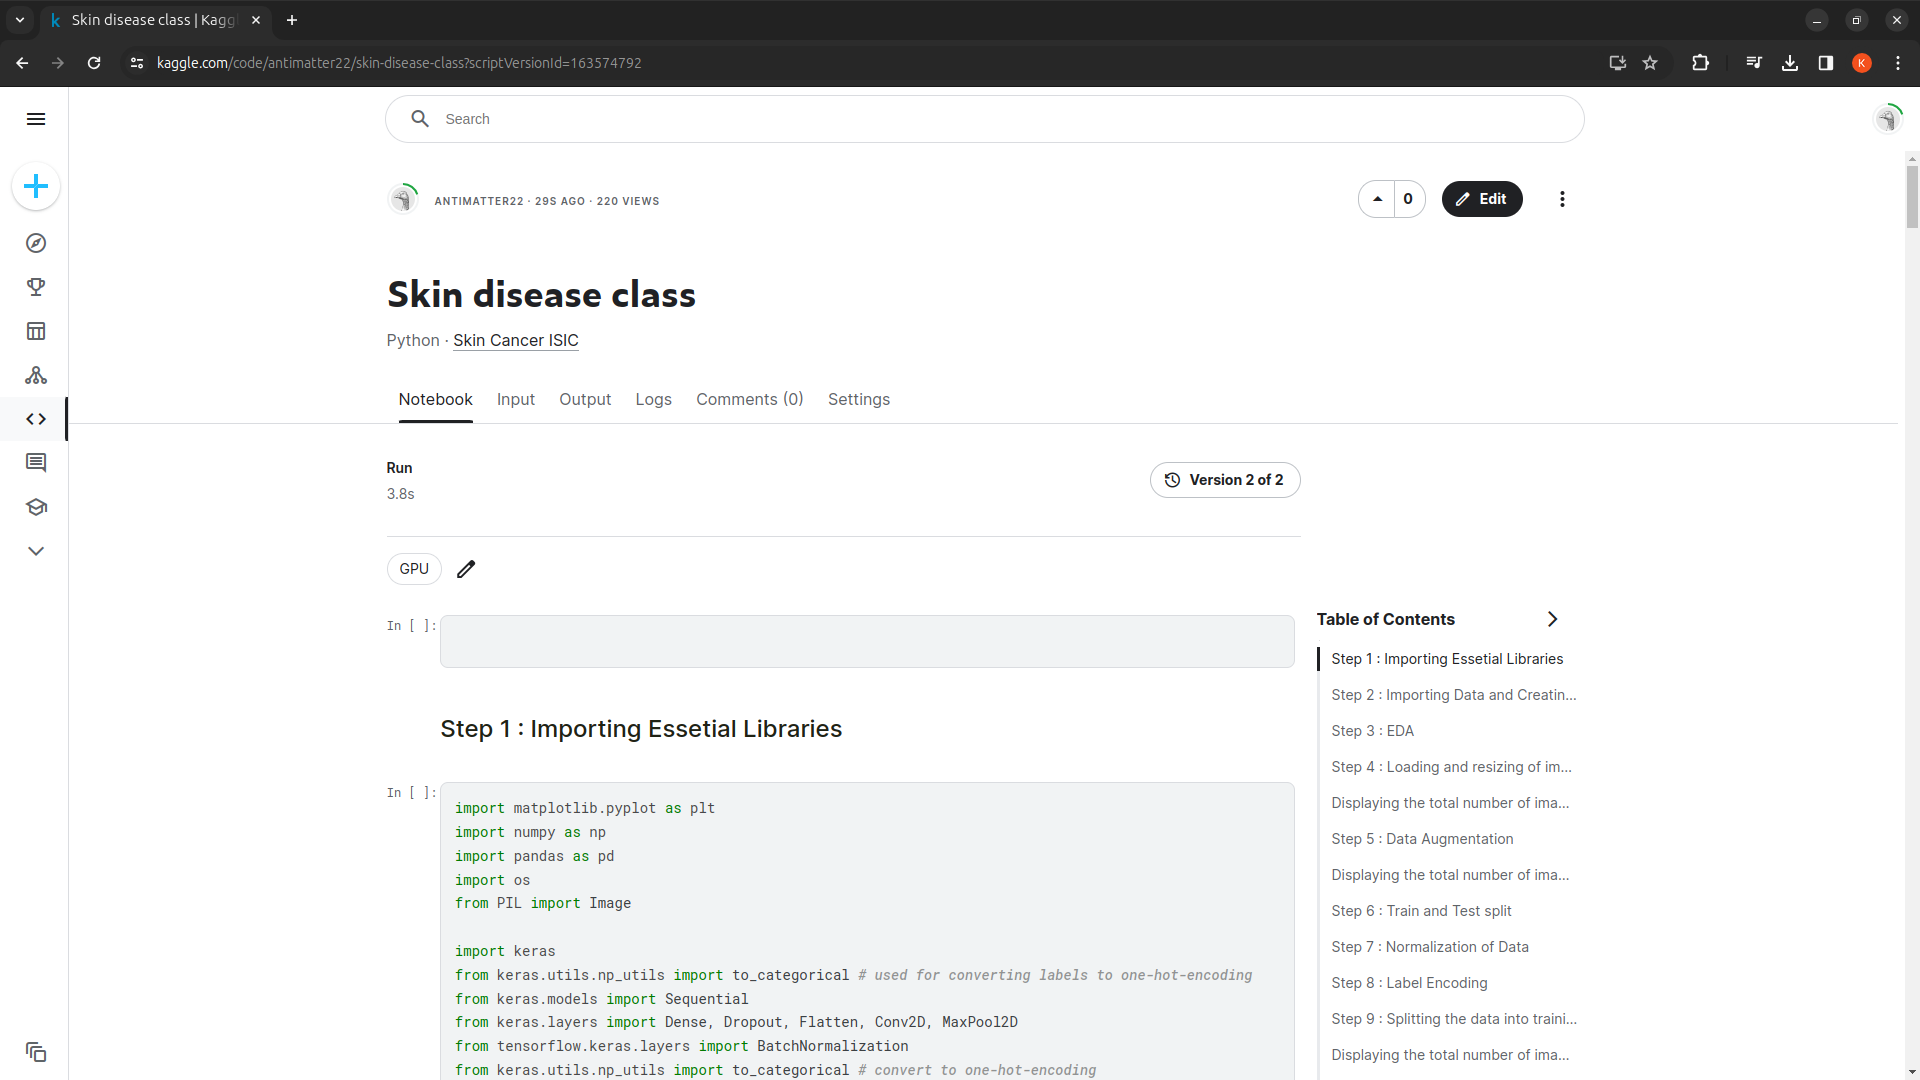 Skin disease class | Kagg
kaggle.com/code/antimatter22/skin-disease-class?scriptVersionId=163574792
K
Search
ANTIMATTER22 · 29S AGO · 220 VIEWS
0
Edit
Skin disease class
Python · Skin Cancer ISIC
Notebook
Input
Output
Logs
Comments (0)
Settings
Run
3.8s
Version 2 of 2
GPU
In [ ]:
Step 1 : Importing Essetial Libraries
In [ ]:
import matplotlib.pyplot as plt
import numpy as np
import pandas as pd
import os
from PIL import Image
import keras
from keras.utils.np_utils import to_categorical # used for converting labels to one-hot-encoding
from keras.models import Sequential
from keras.layers import Dense, Dropout, Flatten, Conv2D, MaxPool2D
from tensorflow.keras.layers import BatchNormalization
from keras.utils.np_utils import to_categorical # convert to one-hot-encoding
Table of Contents
Step 1 : Importing Essetial Libraries
Step 2 : Importing Data and Creatin...
Step 3 : EDA
Step 4 : Loading and resizing of im...
Displaying the total number of ima...
Step 5 : Data Augmentation
Displaying the total number of ima...
Step 6 : Train and Test split
Step 7 : Normalization of Data
Step 8 : Label Encoding
Step 9 : Splitting the data into traini...
Displaying the total number of ima...